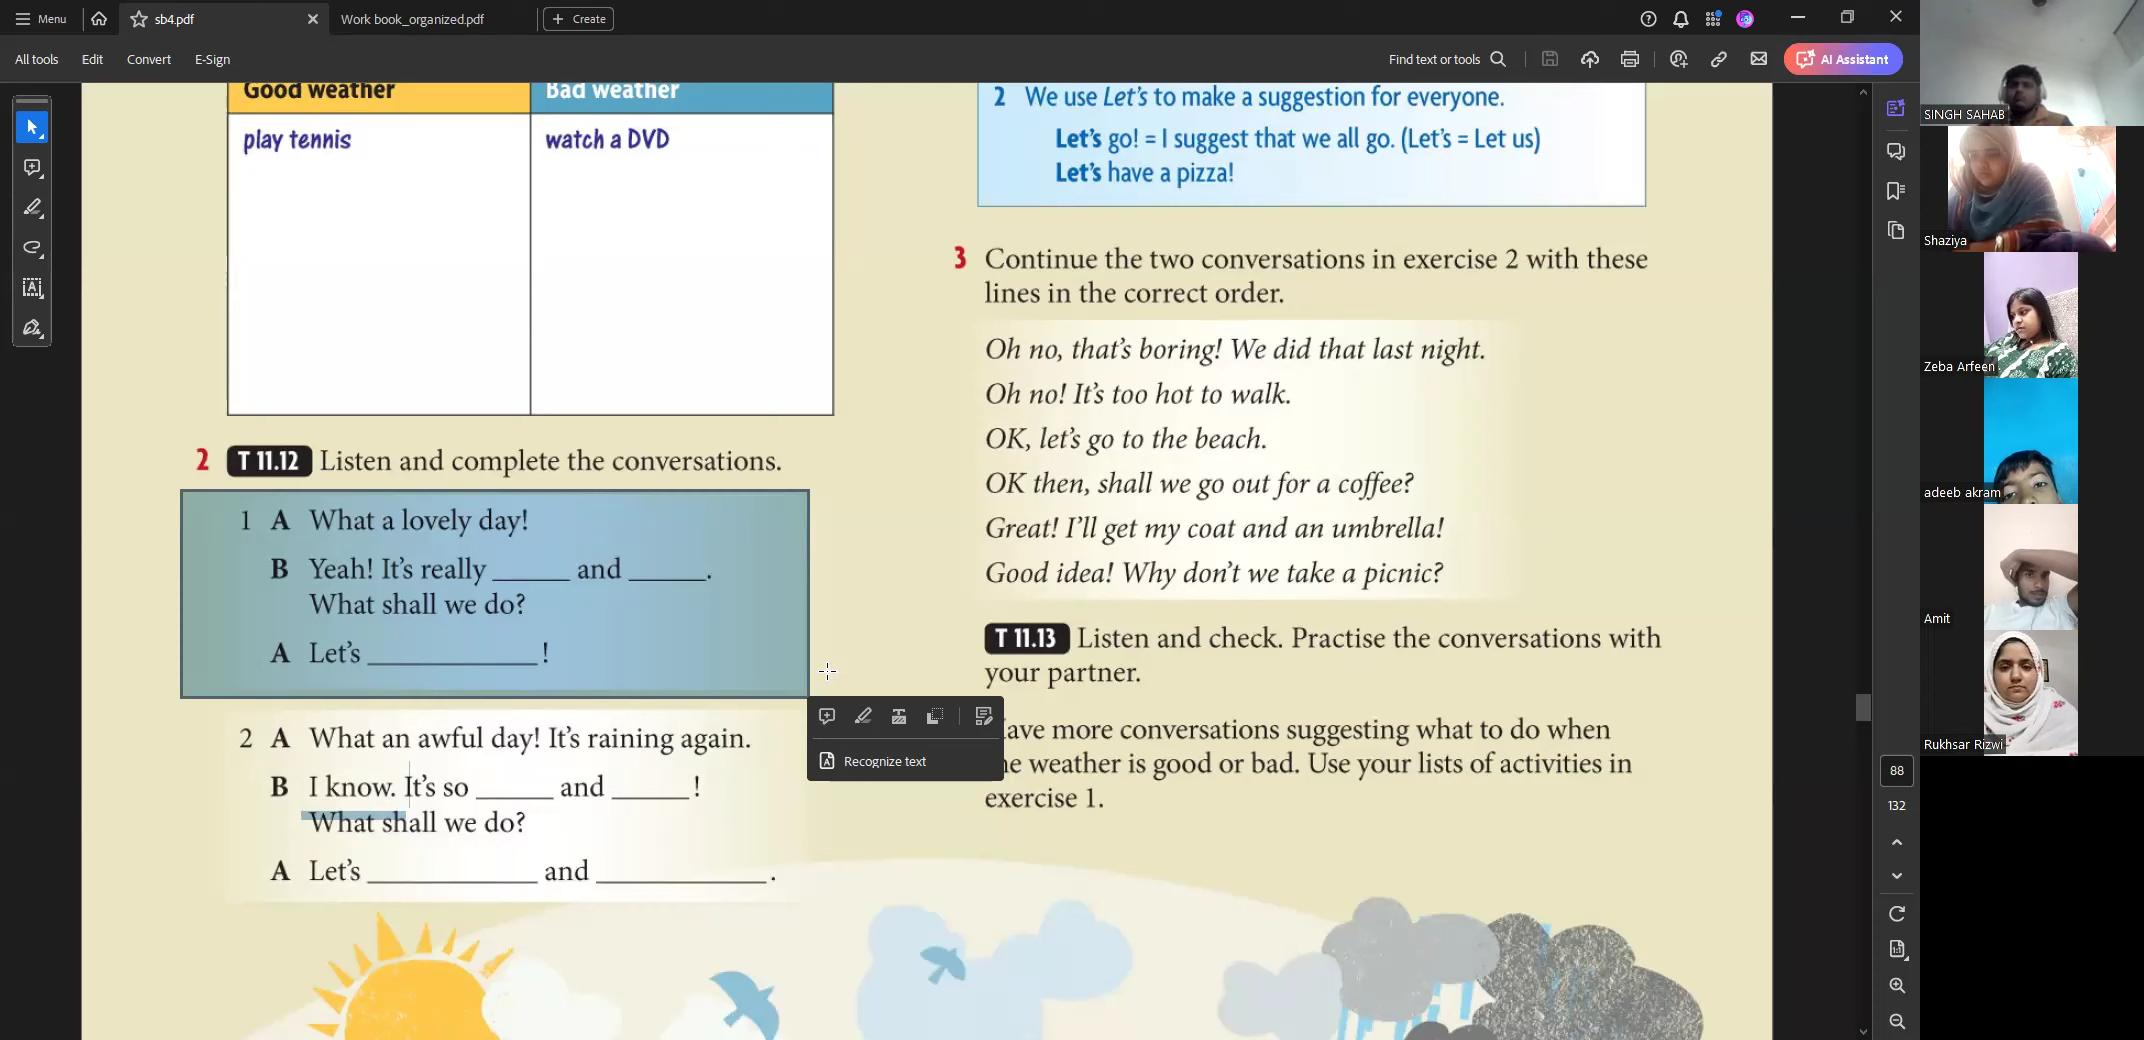 Menu
sb4.pdf
Work book_organized.pdf
Create
All tools
Edit
Convert
E-Sign
Find text or tools
AI Assistant
Good weather
Bad weather
play tennis
watch a DVD
2 T 11.12 Listen and complete the conversations.
1 A What a lovely day!
B Yeah! It's really ______ and ______.
What shall we do?
A Let's ____________!
2 A What an awful day! It's raining again.
B I know. It's so ______ and ______!
What shall we do?
A Let's ____________ and ____________.
2 We use Let's to make a suggestion for everyone.
Let's go! = I suggest that we all go. (Let's = Let us)
Let's have a pizza!
3 Continue the two conversations in exercise 2 with these
lines in the correct order.
Oh no, that's boring! We did that last night.
Oh no! It's too hot to walk.
OK, let's go to the beach.
OK then, shall we go out for a coffee?
Great! I'll get my coat and an umbrella!
Good idea! Why don't we take a picnic?
T 11.13 Listen and check. Practise the conversations with
your partner.
ave more conversations suggesting what to do when
e weather is good or bad. Use your lists of activities in
exercise 1.
Recognize text
88
132
SINGH SAHAB
Shaziya
Zeba Arfeen
adeeb akram
Amit
Rukhsar Rizwi